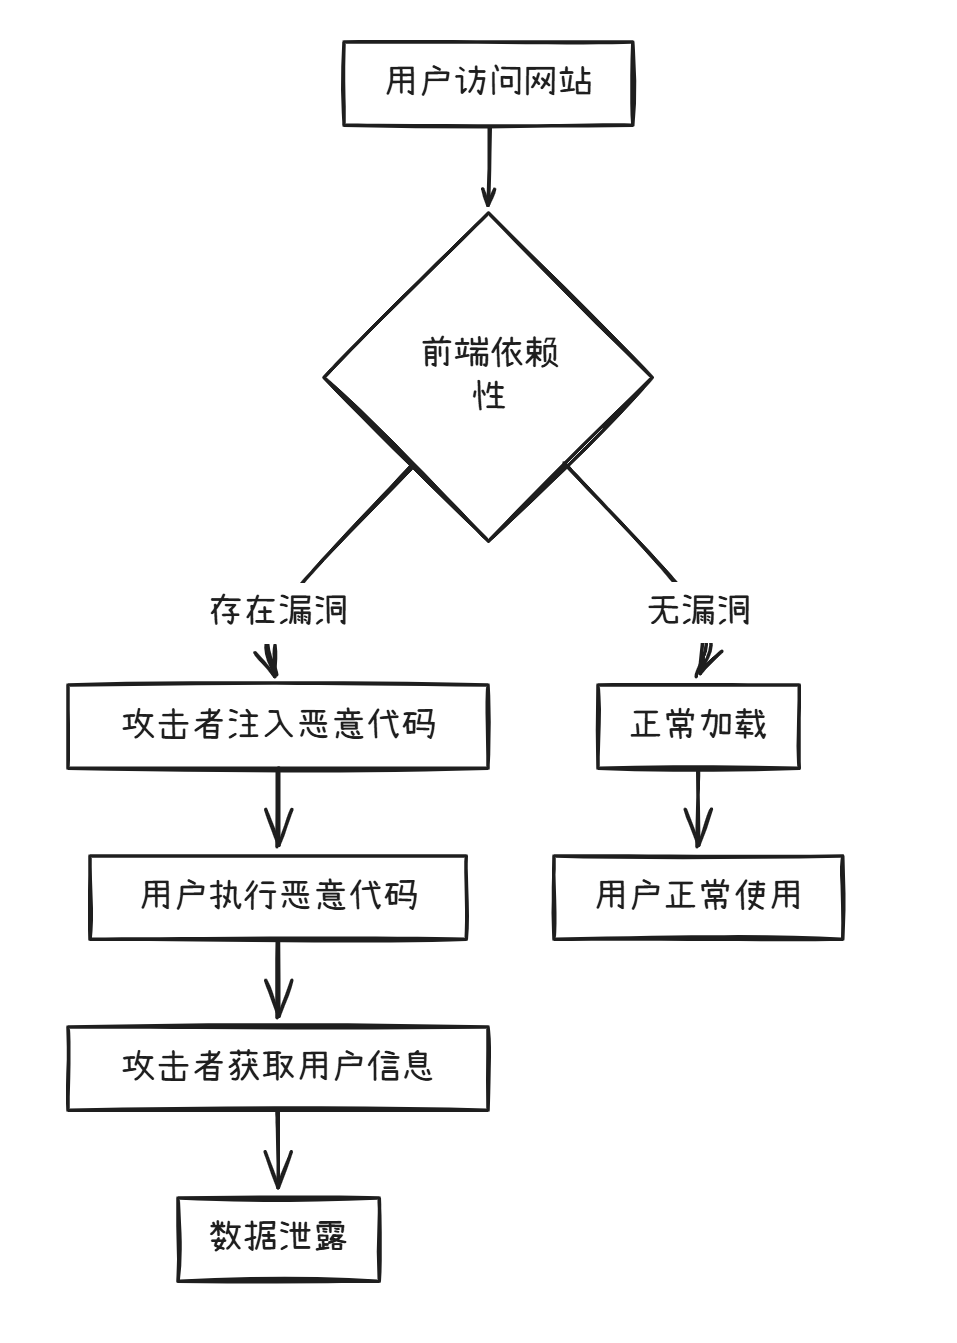 用户访问网站
前端依赖
性
存在漏洞
无漏洞
攻击者注入恶意代码
正常加载
用户执行恶意代码
用户正常使用
攻击者获取用户信息
数据泄露